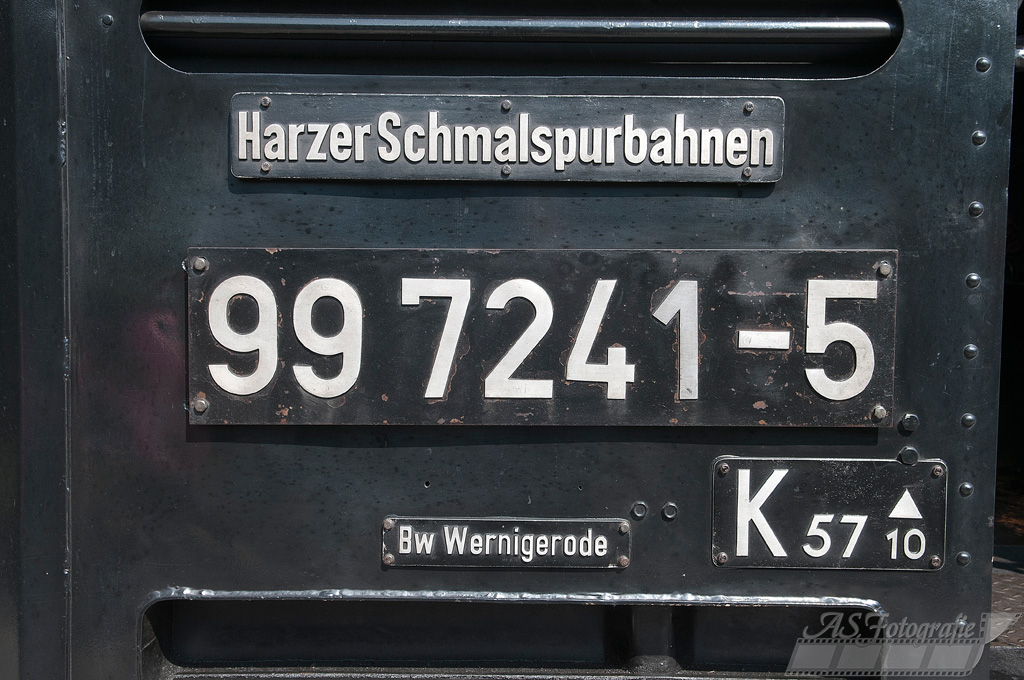 Harzer Schmalspurbahnen
99 7241-5
K 57 10
Bw Wernigerode
AS Fotografie